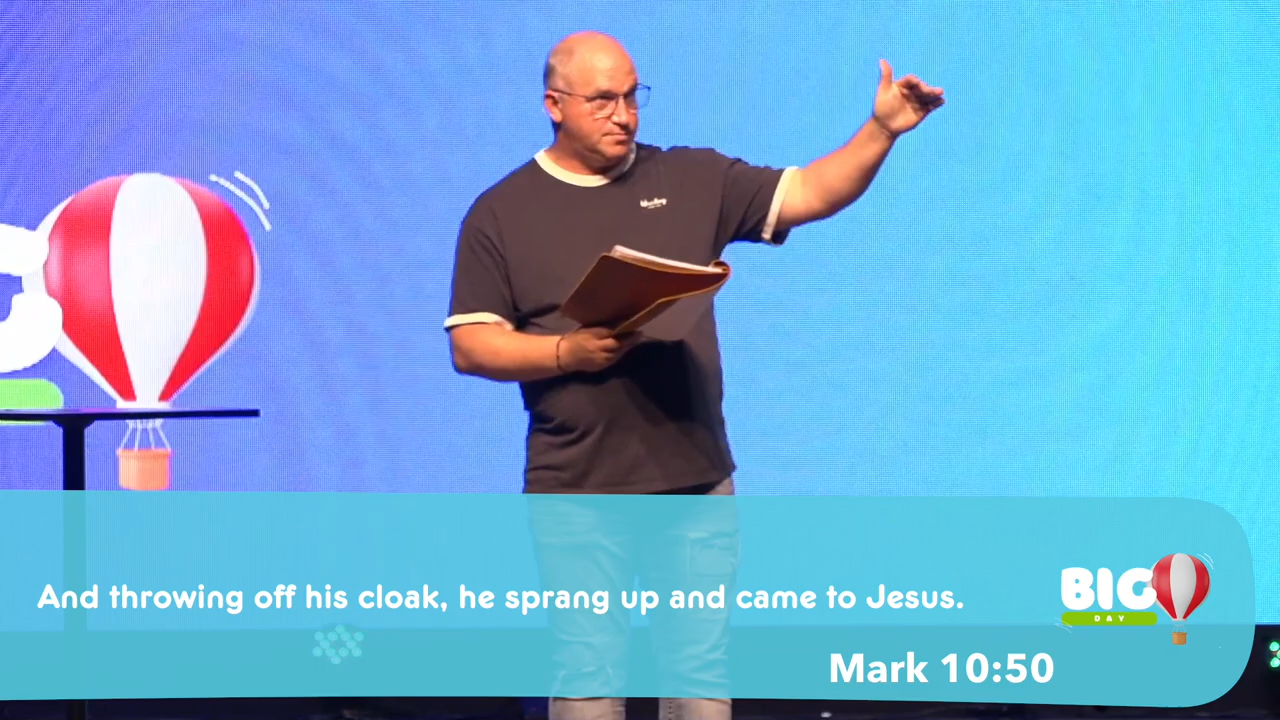 And throwing off his cloak, he sprang up and came to Jesus.
BIG
DAY
Mark 10:50